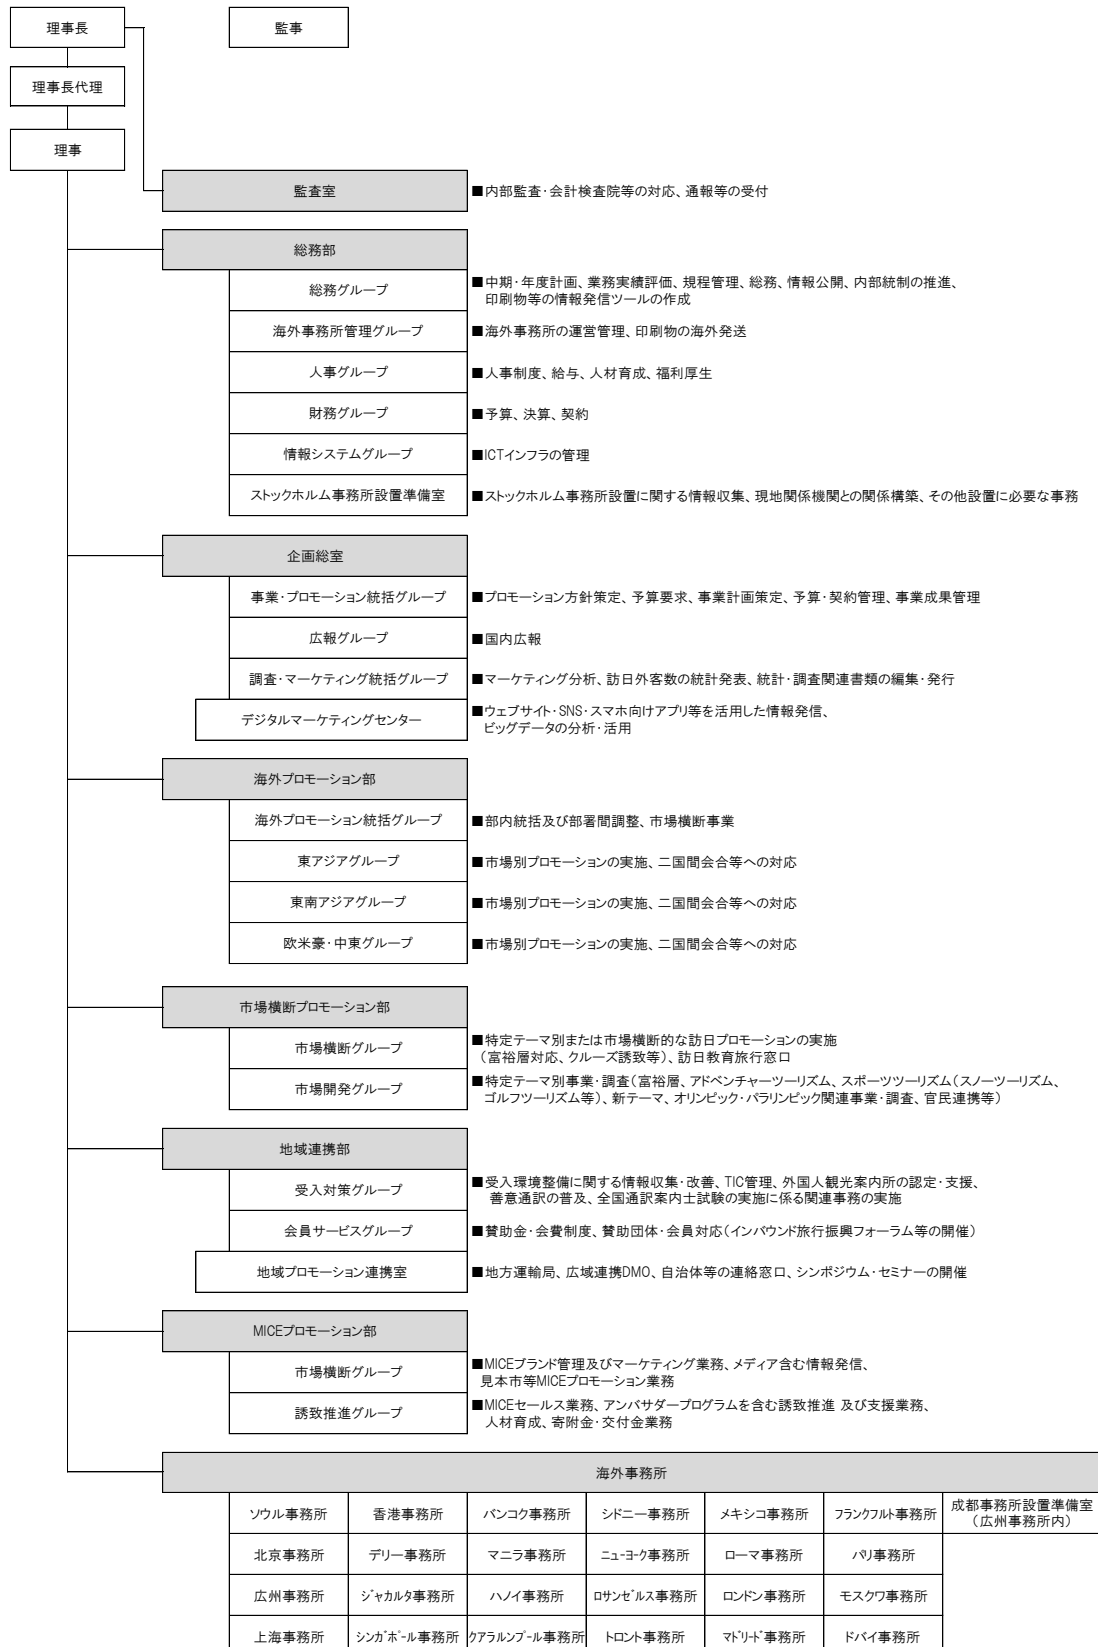 理事長
監事
理事長代理
理事
監査室
■内部監査・会計検査院等の対応、通報等の受付
総務部
総務グループ
■中期・年度計画、業務実績評価、規程管理、総務、情報公開、内部統制の推進、
印刷物等の情報発信ツールの作成
海外事務所管理グループ
■海外事務所の運営管理、印刷物の海外発送
人事グループ
■人事制度、給与、人材育成、福利厚生
財務グループ
■予算、決算、契約
情報システムグループ
■ICTインフラの管理
ストックホルム事務所設置準備室
■ストックホルム事務所設置に関する情報収集、現地関係機関との関係構築、その他設置に必要な事務
企画総室
事業・プロモーション統括グループ
■プロモーション方針策定、予算要求、事業計画策定、予算・契約管理、事業成果管理
広報グループ
■国内広報
調査・マーケティング統括グループ
■マーケティング分析、訪日外客数の統計発表、統計・調査関連書類の編集・発行
デジタルマーケティングセンター
■ウェブサイト・SNS・スマホ向けアプリ等を活用した情報発信、
ビッグデータの分析・活用
海外プロモーション部
海外プロモーション統括グループ
■部内統括及び部署間調整、市場横断事業
東アジアグループ
■市場別プロモーションの実施、二国間会合等への対応
東南アジアグループ
■市場別プロモーションの実施、二国間会合等への対応
欧米豪・中東グループ
■市場別プロモーションの実施、二国間会合等への対応
市場横断プロモーション部
市場横断グループ
■特定テーマ別または市場横断的な訪日プロモーションの実施
（富裕層対応、クルーズ誘致等）、訪日教育旅行窓口
市場開発グループ
■特定テーマ別事業・調査（富裕層、アドベンチャーツーリズム、スポーツツーリズム（スノーツーリズム、
ゴルフツーリズム等）、新テーマ、オリンピック・パラリンピック関連事業・調査、官民連携等）
地域連携部
受入対策グループ
■受入環境整備に関する情報収集・改善、TIC管理、外国人観光案内所の認定・支援、
善意通訳の普及、全国通訳案内士試験の実施に係る関連事務の実施
会員サービスグループ
■賛助金・会費制度、賛助団体・会員対応（インバウンド旅行振興フォーラム等の開催）
地域プロモーション連携室
■地方運輸局、広域連携DMO、自治体等の連絡窓口、シンポジウム・セミナーの開催
MICEプロモーション部
市場横断グループ
■MICEブランド管理及びマーケティング業務、メディア含む情報発信、
見本市等MICEプロモーション業務
誘致推進グループ
■MICEセールス業務、アンバサダープログラムを含む誘致推進 及び支援業務、
人材育成、寄附金・交付金業務
海外事務所
ソウル事務所 香港事務所 バンコク事務所 シドニー事務所 メキシコ事務所 フランクフルト事務所 成都事務所設置準備室
（広州事務所内）
北京事務所 デリー事務所 マニラ事務所 ニューヨーク事務所 ローマ事務所 パリ事務所
広州事務所 ジャカルタ事務所 ハノイ事務所 ロサンゼルス事務所 ロンドン事務所 モスクワ事務所
上海事務所 シンガポール事務所 クアラルンプール事務所 トロント事務所 マドリード事務所 ドバイ事務所